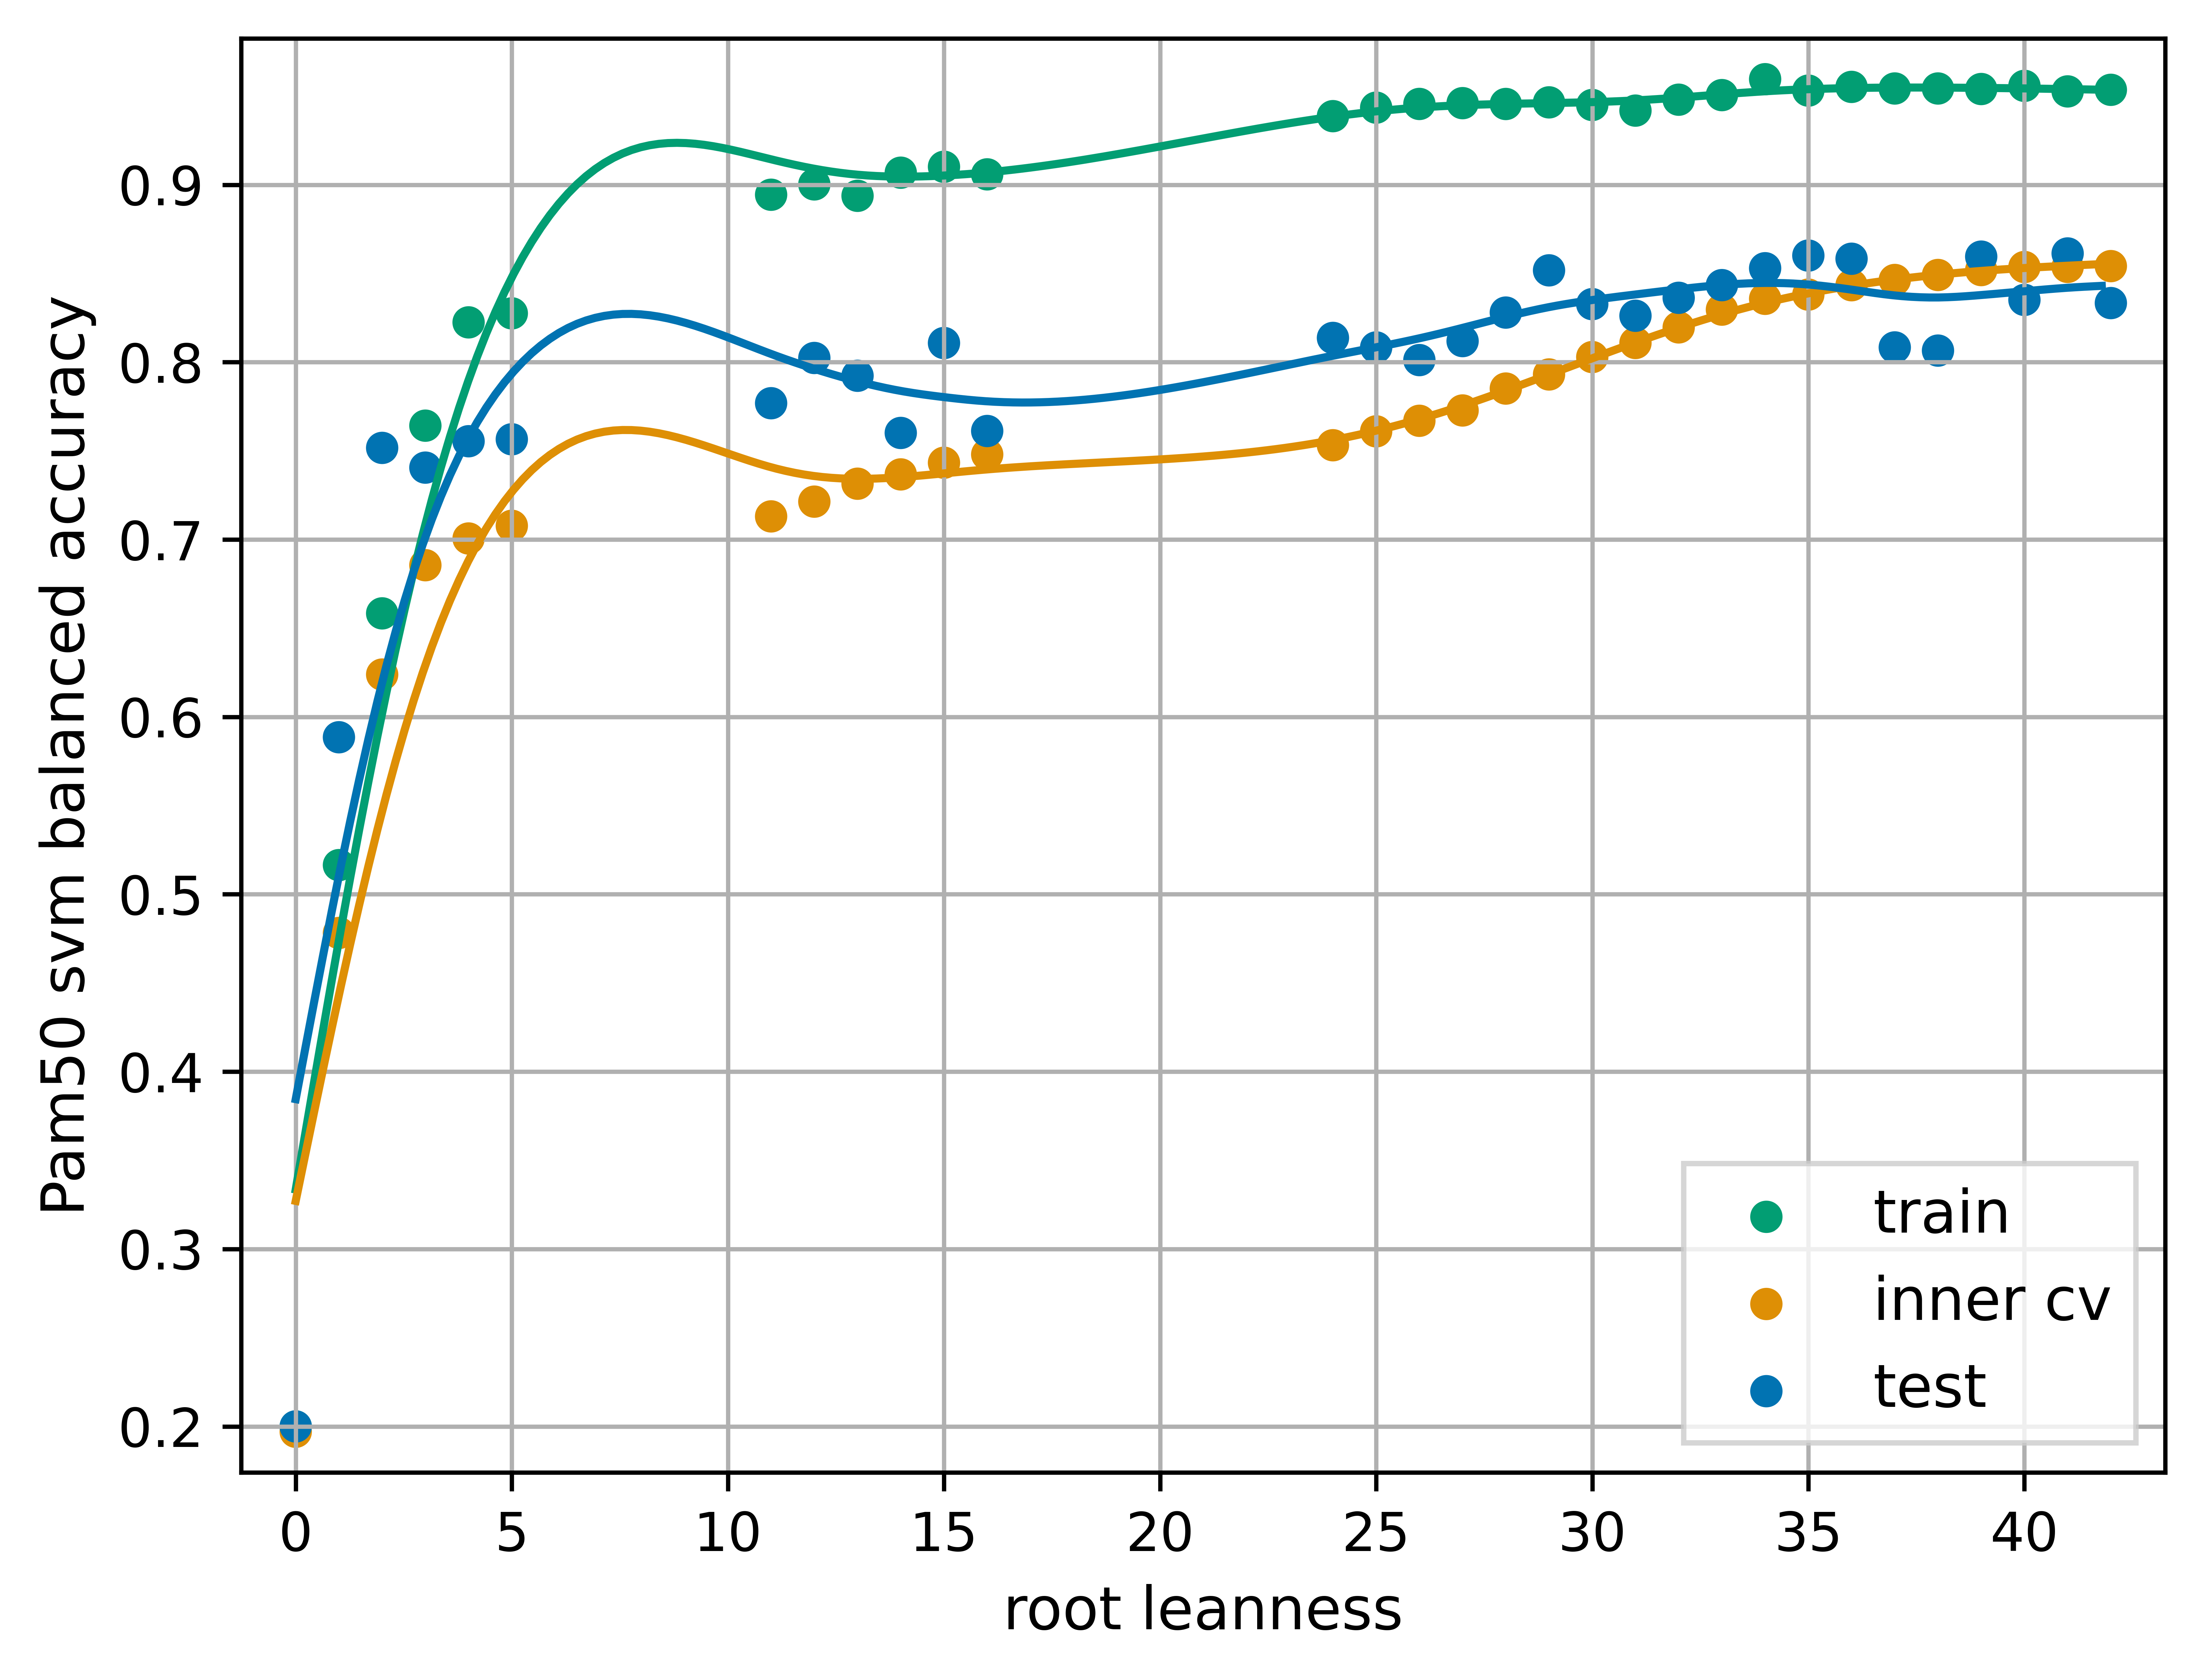 Pam50 svm balanced accuracy
0.9
0.8
0.7
0.6
0.5
0.4
0.3
0.2
train
inner cv
test
0 5 10 15 20 25 30 35 40
root leanness